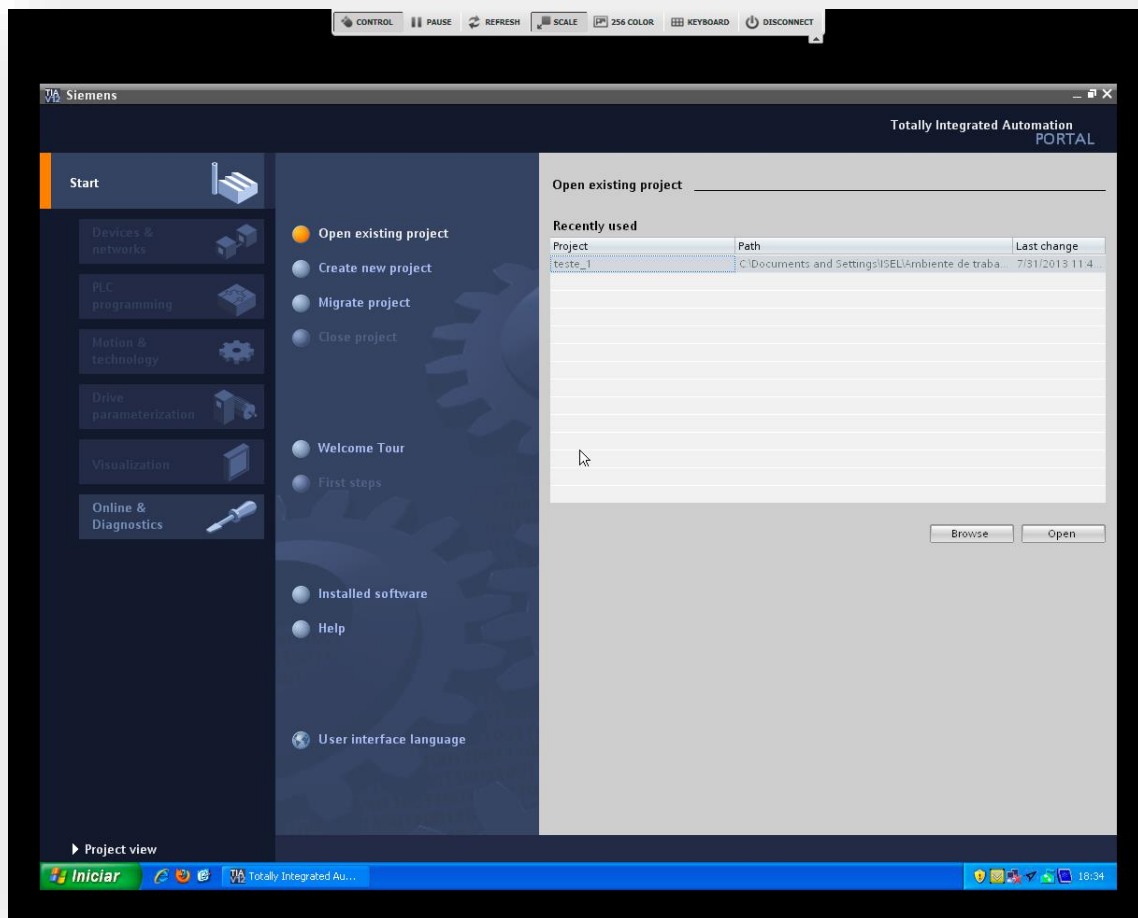 CONTROL PAUSE REFRESH SCALE 256 COLOR KEYBOARD DISCONNECT
TIA V12 Siemens
Totally Integrated Automation
PORTAL
Start
Devices &
networks
PLC
programming
Motion &
technology
Drive
parameterization
Visualization
Online &
Diagnostics
Open existing project
Create new project
Migrate project
Close project
Welcome Tour
First steps
Installed software
Help
User interface language
Open existing project
Recently used
Project Path Last change
teste_1 C:\Documents and Settings\ISEL\Ambiente de traba... 7/31/2013 11:4...
Browse Open
Project view
Iniciar Totally Integrated Au... 18:34